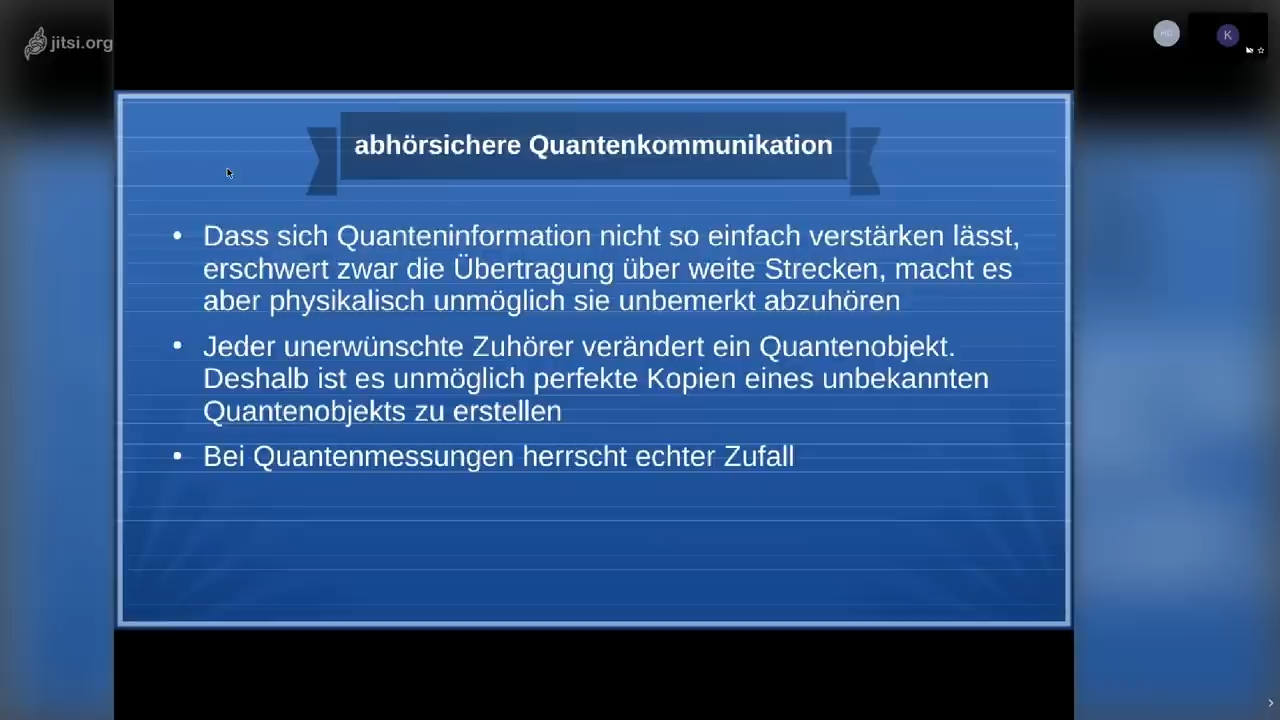 jitsi.org
HG
K
abhörsichere Quantenkommunikation
• Dass sich Quanteninformation nicht so einfach verstärken lässt,
erschwert zwar die Übertragung über weite Strecken, macht es
aber physikalisch unmöglich sie unbemerkt abzuhören
• Jeder unerwünschte Zuhörer verändert ein Quantenobjekt.
Deshalb ist es unmöglich perfekte Kopien eines unbekannten
Quantenobjekts zu erstellen
• Bei Quantenmessungen herrscht echter Zufall